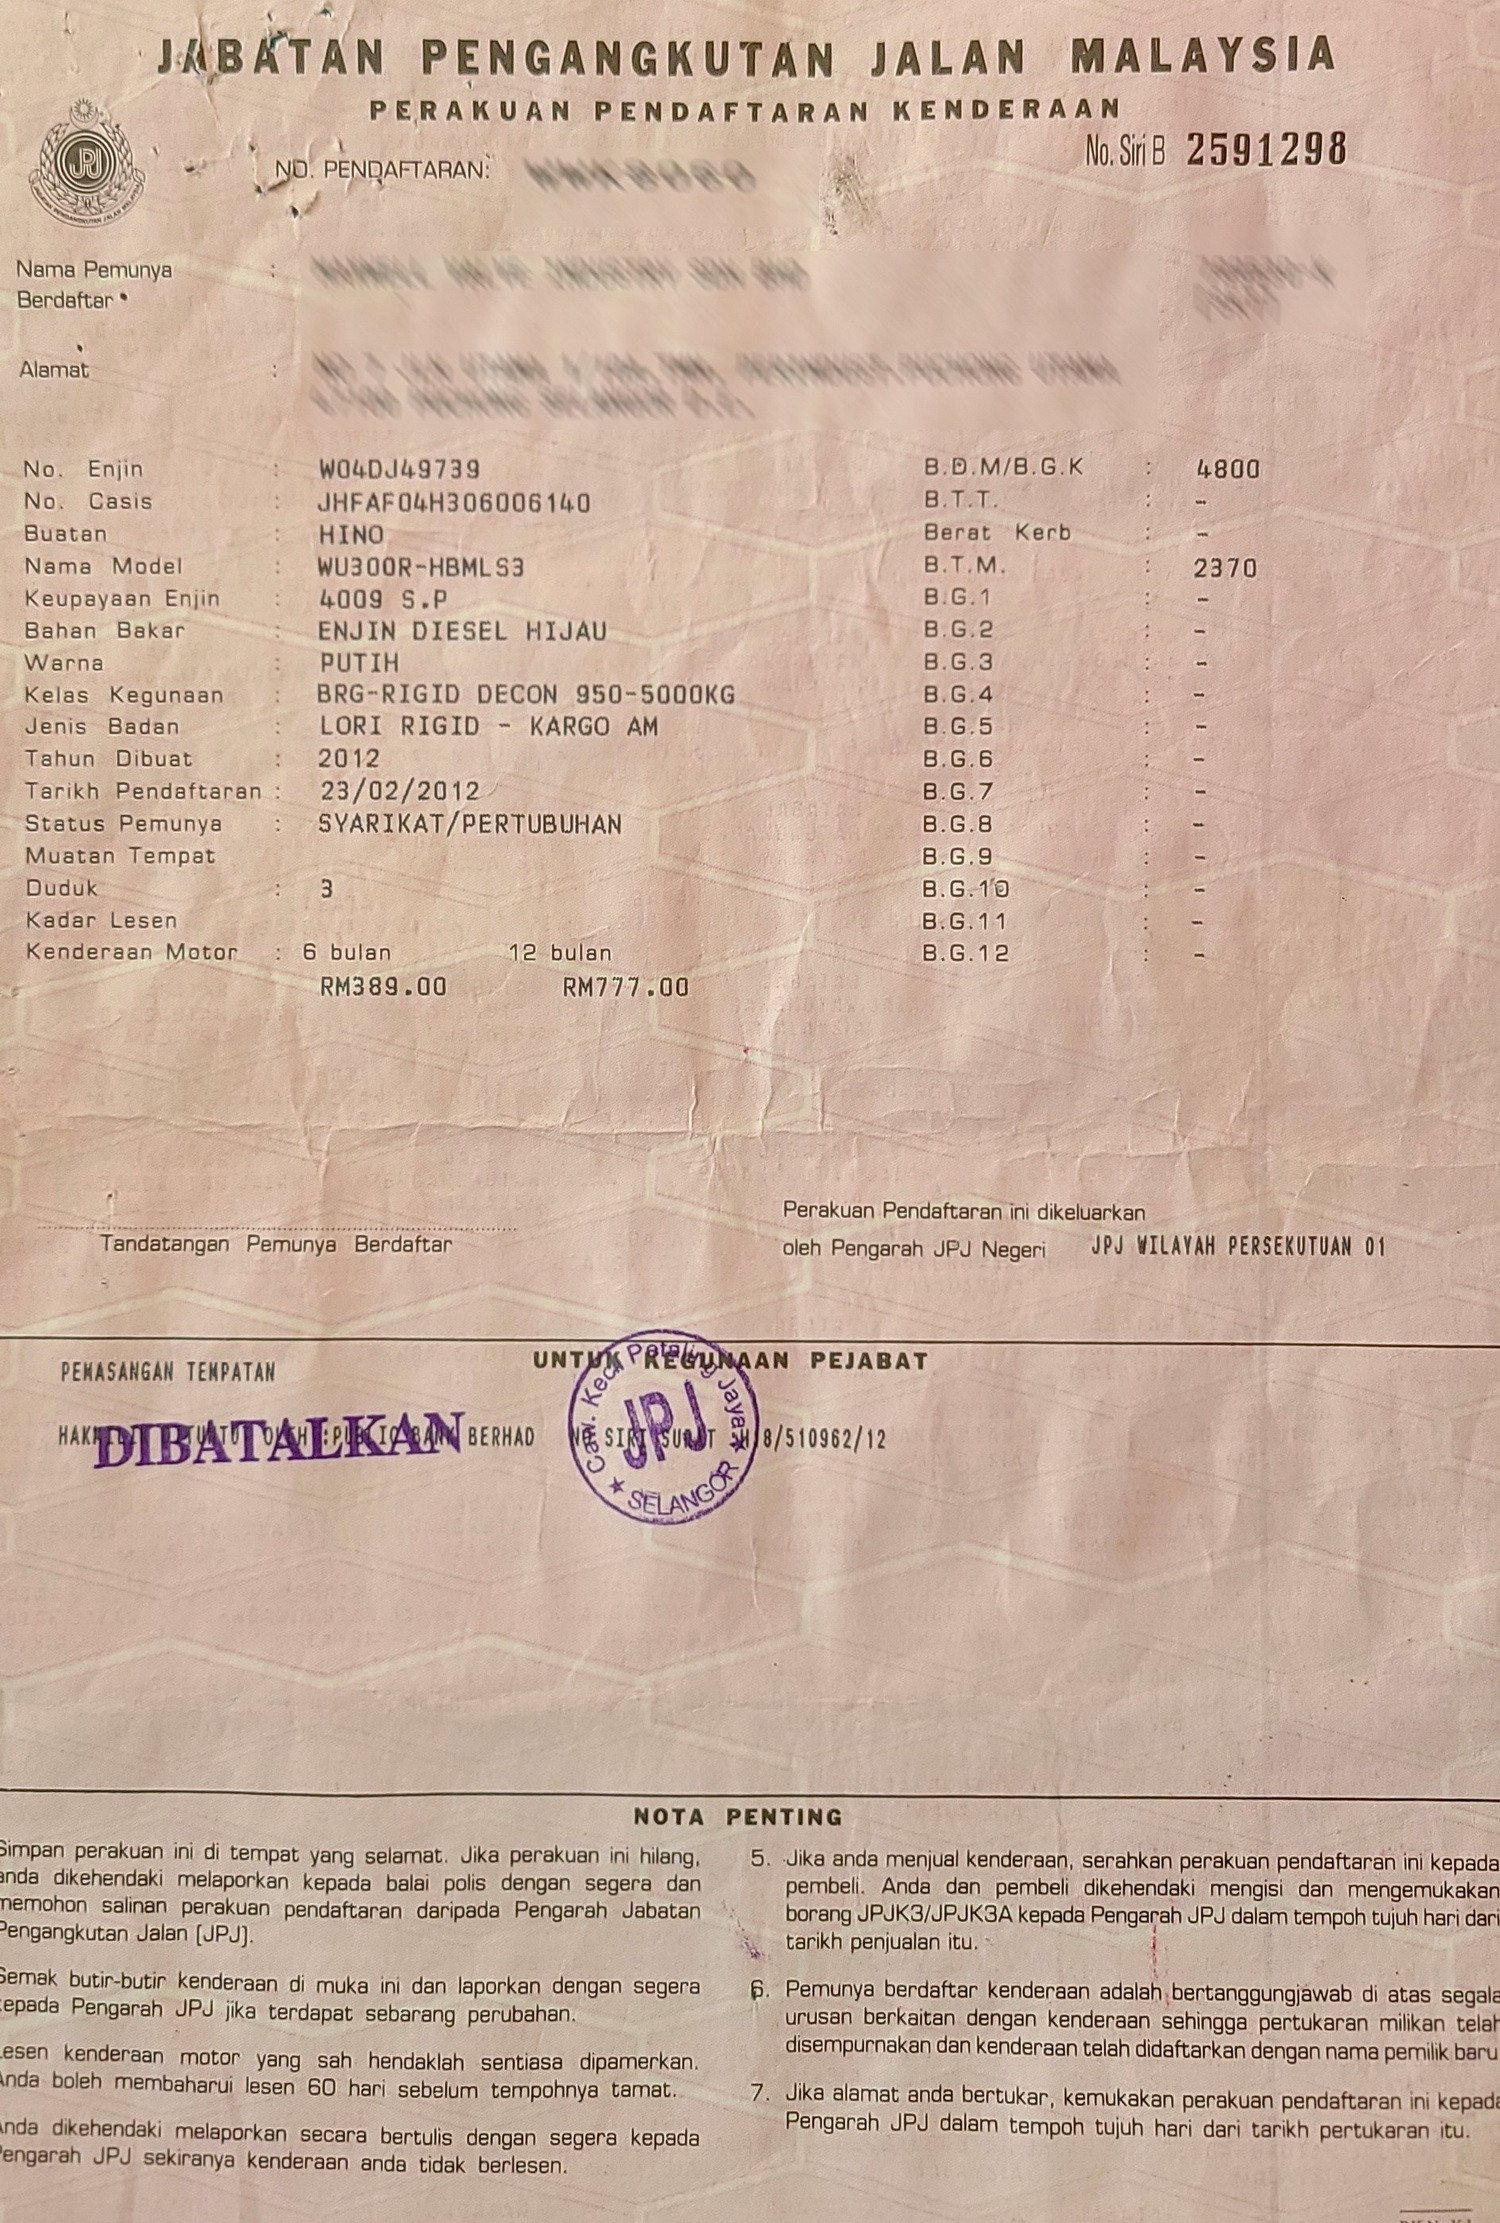 JABATAN PENGANGKUTAN JALAN MALAYSIA
PERAKUAN PENDAFTARAN KENDERAAN
No. Siri B 2591298
JPJ
NO. PENDAFTARAN:
Nama Pemunya :
Berdaftar *
Alamat :
No. Enjin : W04DJ49739 B.D.M/B.G.K : 4800
No. Casis : JHFAF04H306006140 B.T.T. : -
Buatan : HINO Berat Kerb : -
Nama Model : WU300R-HBMLS3 B.T.M. : 2370
Keupayaan Enjin : 4009 S.P B.G.1 : -
Bahan Bakar : ENJIN DIESEL HIJAU B.G.2 : -
Warna : PUTIH B.G.3 : -
Kelas Kegunaan : BRG-RIGID DECON 950-5000KG B.G.4 : -
Jenis Badan : LORI RIGID - KARGO AM B.G.5 : -
Tahun Dibuat : 2012 B.G.6 : -
Tarikh Pendaftaran : 23/02/2012 B.G.7 : -
Status Pemunya : SYARIKAT/PERTUBUHAN B.G.8 : -
Muatan Tempat B.G.9 : -
Duduk : 3 B.G.10 : -
Kadar Lesen B.G.11 : -
Kenderaan Motor : 6 bulan 12 bulan B.G.12 : -
RM389.00 RM777.00
Perakuan Pendaftaran ini dikeluarkan
Tandatangan Pemunya Berdaftar
oleh Pengarah JPJ Negeri JPJ WILAYAH PERSEKUTUAN 01
UNTUK KEGUNAAN PEJABAT
PEMASANGAN TEMPATAN
OLEH :PUBLIC BANK BERHAD NO SIRI SURAT :H18/510962/12
DIBATALKAN
Caw. Kecil Petaling Jaya
JPJ
★ SELANGOR ★
NOTA PENTING
Simpan perakuan ini di tempat yang selamat. Jika perakuan ini hilang,
anda dikehendaki melaporkan kepada balai polis dengan segera dan
memohon salinan perakuan pendaftaran daripada Pengarah Jabatan
Pengangkutan Jalan (JPJ).
Semak butir-butir kenderaan di muka ini dan laporkan dengan segera
kepada Pengarah JPJ jika terdapat sebarang perubahan.
Lesen kenderaan motor yang sah hendaklah sentiasa dipamerkan.
Anda boleh membaharui lesen 60 hari sebelum tempohnya tamat.
Anda dikehendaki melaporkan secara bertulis dengan segera kepada
Pengarah JPJ sekiranya kenderaan anda tidak berlesen.
5. Jika anda menjual kenderaan, serahkan perakuan pendaftaran ini kepada
pembeli. Anda dan pembeli dikehendaki mengisi dan mengemukakan
borang JPJK3/JPJK3A kepada Pengarah JPJ dalam tempoh tujuh hari dari
tarikh penjualan itu.
6. Pemunya berdaftar kenderaan adalah bertanggungjawab di atas segala
urusan berkaitan dengan kenderaan sehingga pertukaran milikan telah
disempurnakan dan kenderaan telah didaftarkan dengan nama pemilik baru
7. Jika alamat anda bertukar, kemukakan perakuan pendaftaran ini kepada
Pengarah JPJ dalam tempoh tujuh hari dari tarikh pertukaran itu.